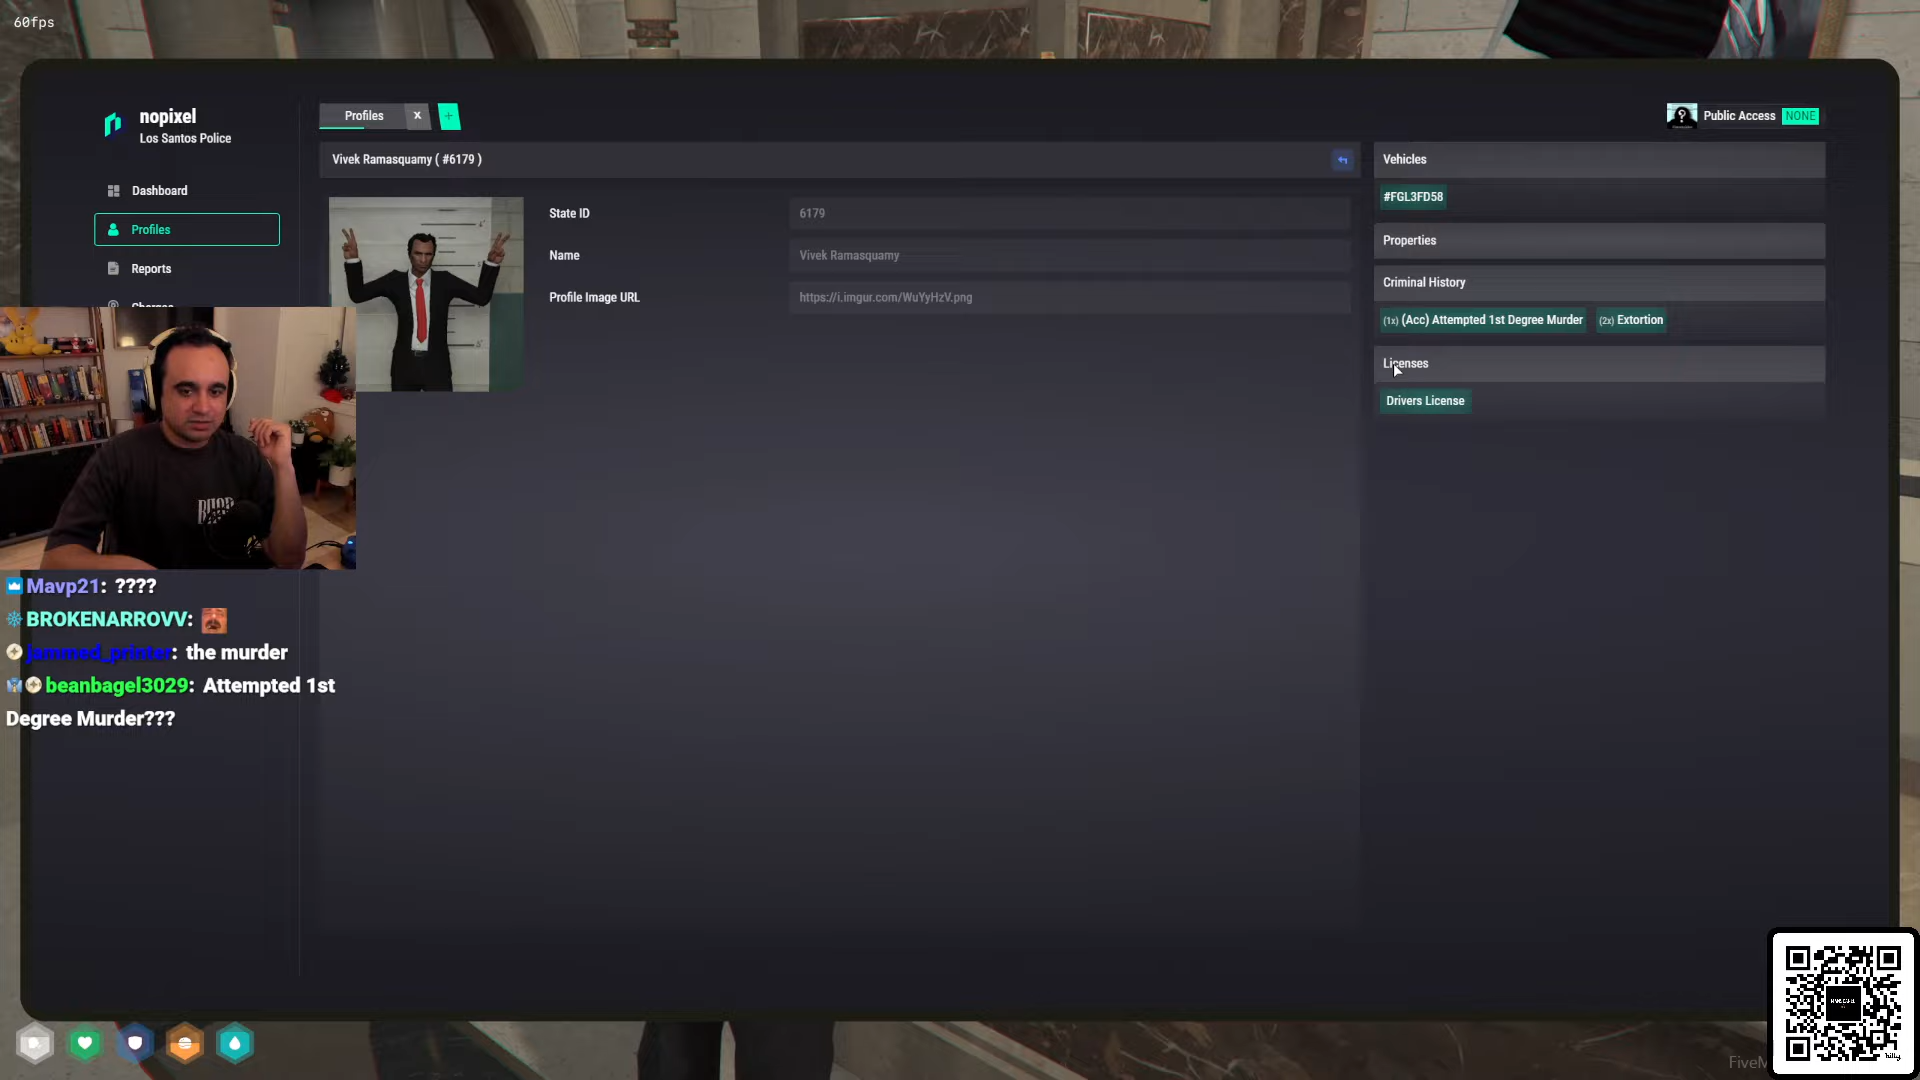 60fps
nopixel
Los Santos Police
Profiles
x
+
Public Access NONE
Dashboard
Profiles
Reports
Charges
Vivek Ramasquamy ( #6179 )
State ID
6179
Name
Vivek Ramasquamy
Profile Image URL
https://i.imgur.com/WuYyHzV.png
Vehicles
#FGL3FD58
Properties
Criminal History
(1x) (Acc) Attempted 1st Degree Murder (2x) Extortion
Licenses
Drivers License
Mavp21: ????
BROKENARROVV:
jammed_printer: the murder
beanbagel3029: Attempted 1st
Degree Murder???